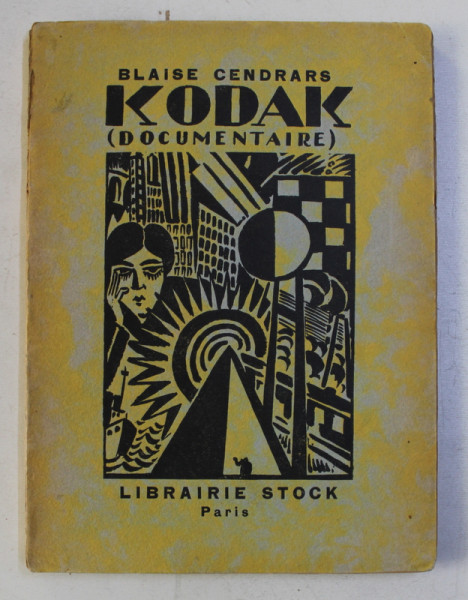 BLAISE CENDRARS
KODAK
(DOCUMENTAIRE)
LIBRAIRIE STOCK
Paris